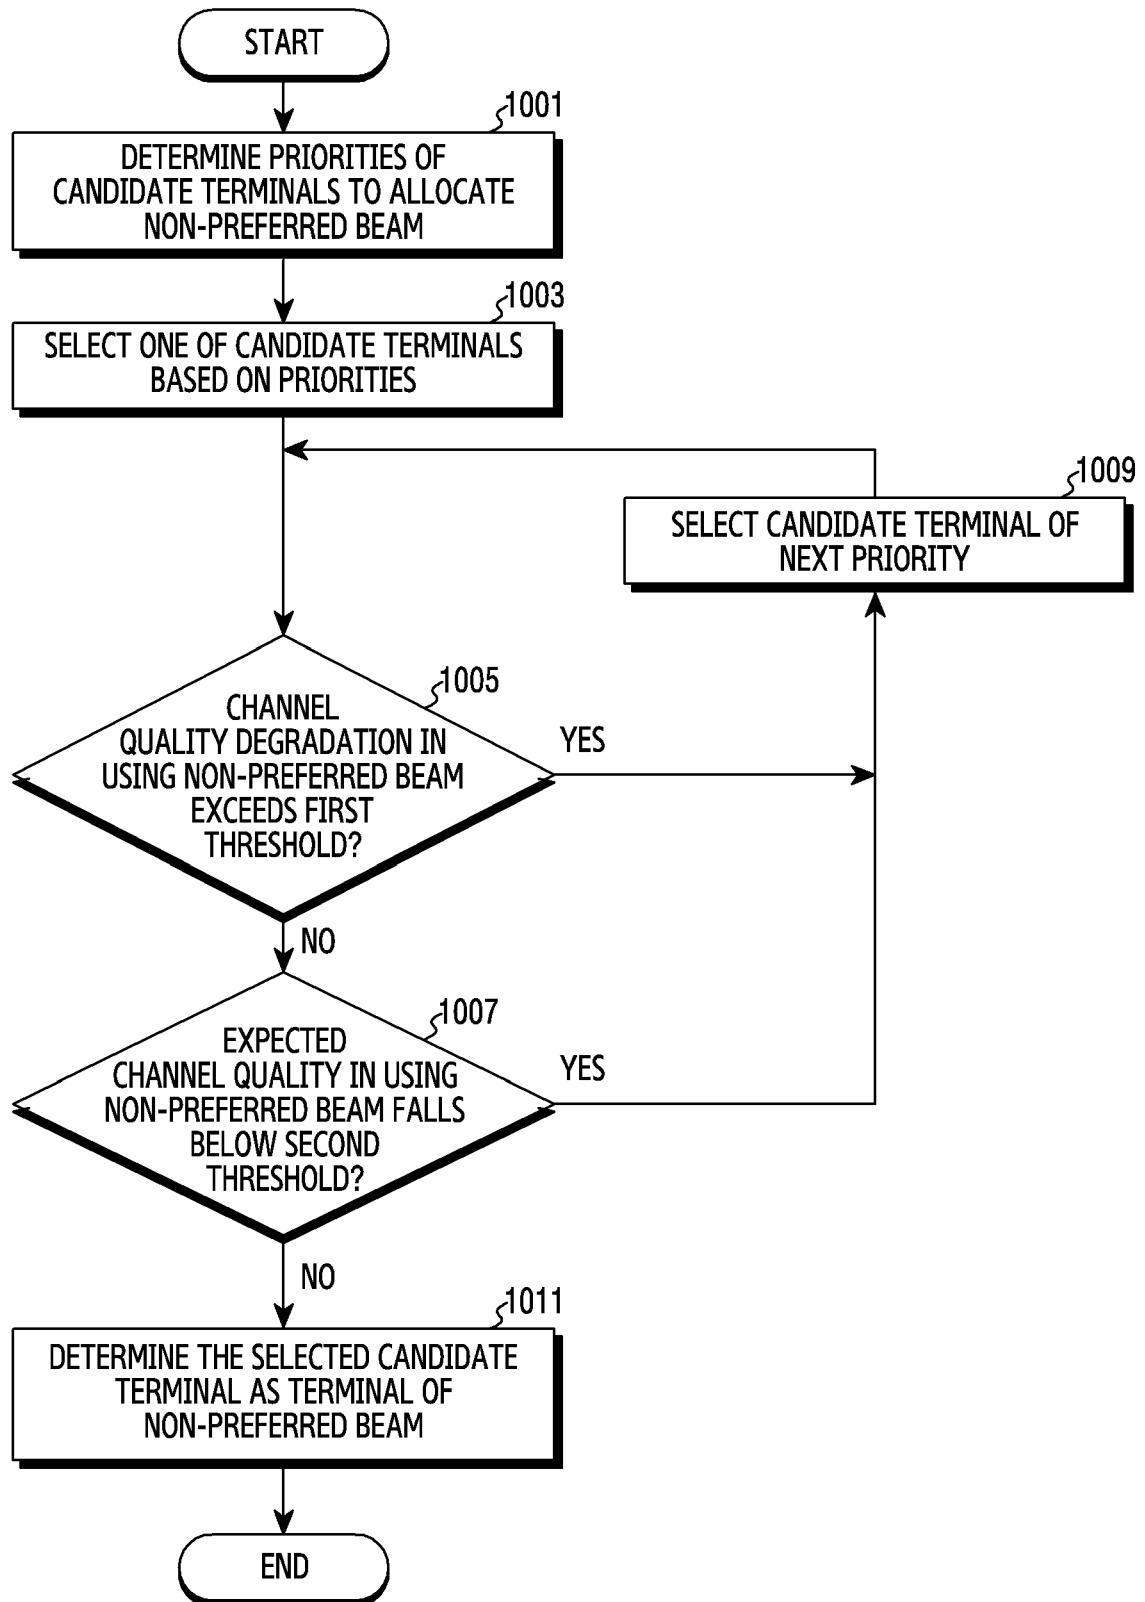 START
1001
DETERMINE PRIORITIES OF
CANDIDATE TERMINALS TO ALLOCATE
NON-PREFERRED BEAM
1003
SELECT ONE OF CANDIDATE TERMINALS
BASED ON PRIORITIES
1009
SELECT CANDIDATE TERMINAL OF
NEXT PRIORITY
1005
CHANNEL
QUALITY DEGRADATION IN
USING NON-PREFERRED BEAM
EXCEEDS FIRST
THRESHOLD?
YES
NO
1007
EXPECTED
CHANNEL QUALITY IN USING
NON-PREFERRED BEAM FALLS
BELOW SECOND
THRESHOLD?
YES
NO
1011
DETERMINE THE SELECTED CANDIDATE
TERMINAL AS TERMINAL OF
NON-PREFERRED BEAM
END